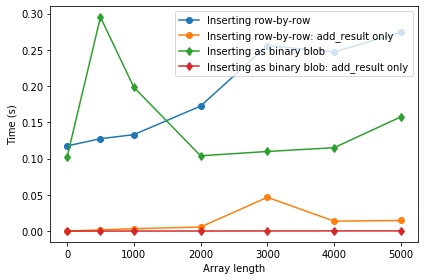 0.30
0.25
0.20
0.15
0.10
0.05
0.00
Time (s)
Inserting row-by-row
Inserting row-by-row: add_result only
Inserting as binary blob
Inserting as binary blob: add_result only
0 1000 2000 3000 4000 5000
Array length